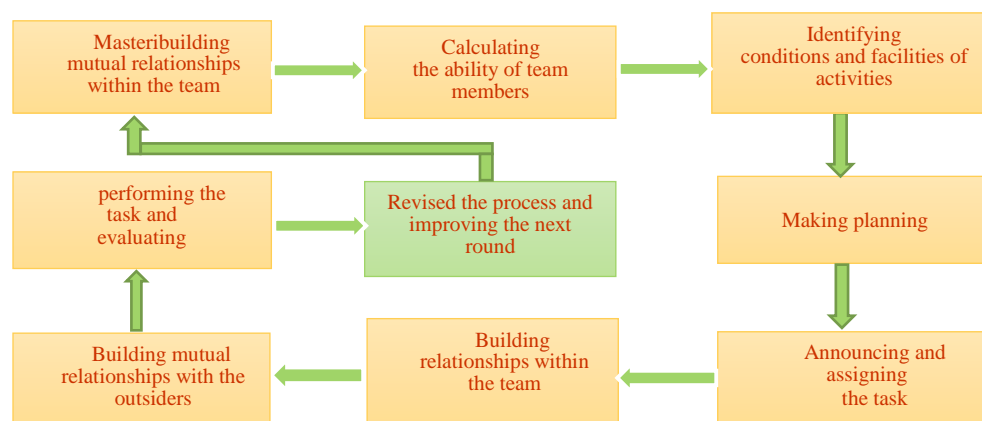 Masteribuilding
mutual relationships
within the team
Calculating
the ability of team
members
Identifying
conditions and facilities of
activities
Making planning
Announcing and
assigning
the task
Building
relationships within
the team
Building mutual
relationships with the
outsiders
performing the
task and
evaluating
Revised the process and
improving the next
round